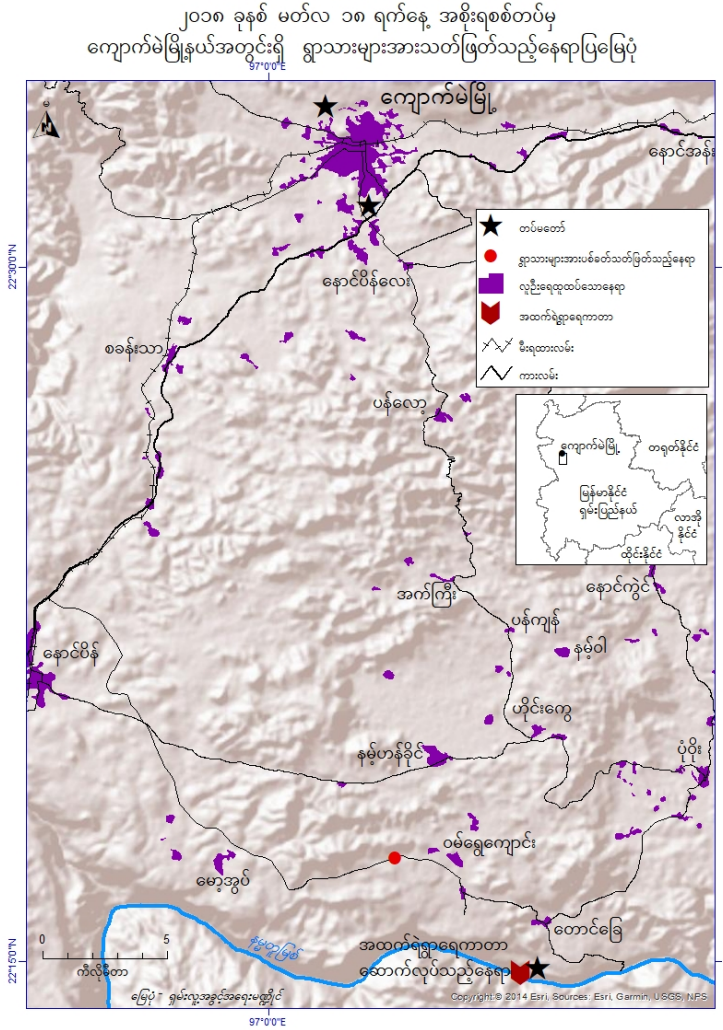 ၂၀၁၈ ခုနှစ် မတ်လ ၁၈ ရက်နေ့ အစိုးရစစ်တပ်မှ
ကျောက်မဲမြို့နယ်အတွင်းရှိ ရွာသားများအားသတ်ဖြတ်သည့်နေရာပြမြေပုံ
97°0'0"E
ကျောက်မဲမြို့
နောင်အန်း
တပ်မတော်
ရွာသားများအားပစ်ခတ်သတ်ဖြတ်သည့်နေရာ
လူဦးရေထူထပ်သောနေရာ
အထက်ရဲရွာရေကာတာ
မီးရထားလမ်း
ကားလမ်း
22°30'0"N
နောင်ပိန်လေး
စခန်းသာ
ပန်လော့
ကျောက်မဲမြို့
တရုတ်နိုင်ငံ
မြန်မာနိုင်ငံ
ရှမ်းပြည်နယ်
လာအို
နိုင်ငံ
ထိုင်းနိုင်ငံ
အက်ကြီး
နောင်ကွဲင်
ပန်ကျန်
နမ့်ဝါ
နောင်ပိန်
ဟိုင်းကွေ
နမ့်ဟန်ခိုင်
ပုံဝိုး
ဝမ်ရွှေကျောင်း
မော့အွပ်
တောင်ခြေ
နမ္မတူမြစ်
အထက်ရဲရွာရေကာတာ
ဆောက်လုပ်သည့်နေရာ
0 5
ကီလိုမီတာ
22°15'0"N
မြေပုံ - ရှမ်းလူ့အခွင့်အရေးမဏ္ဍိုင်
Copyright:© 2014 Esri, Sources: Esri, Garmin, USGS, NPS
97°0'0"E